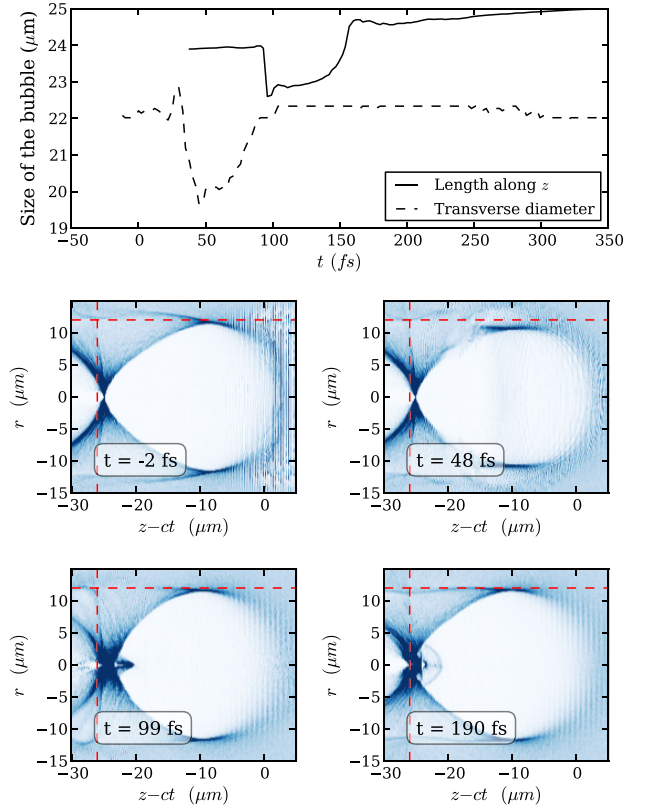 25
24
23
22
21
20
19
Size of the bubble (μm)
Length along z
Transverse diameter
−50 0 50 100 150 200 250 300 350
t (fs)
10
5
0
−5
−10
−15
r (μm)
t = -2 fs
−30 −20 −10 0
z−ct (μm)
10
5
0
−5
−10
−15
r (μm)
t = 48 fs
−30 −20 −10 0
z−ct (μm)
10
5
0
−5
−10
−15
r (μm)
t = 99 fs
−30 −20 −10 0
z−ct (μm)
10
5
0
−5
−10
−15
r (μm)
t = 190 fs
−30 −20 −10 0
z−ct (μm)